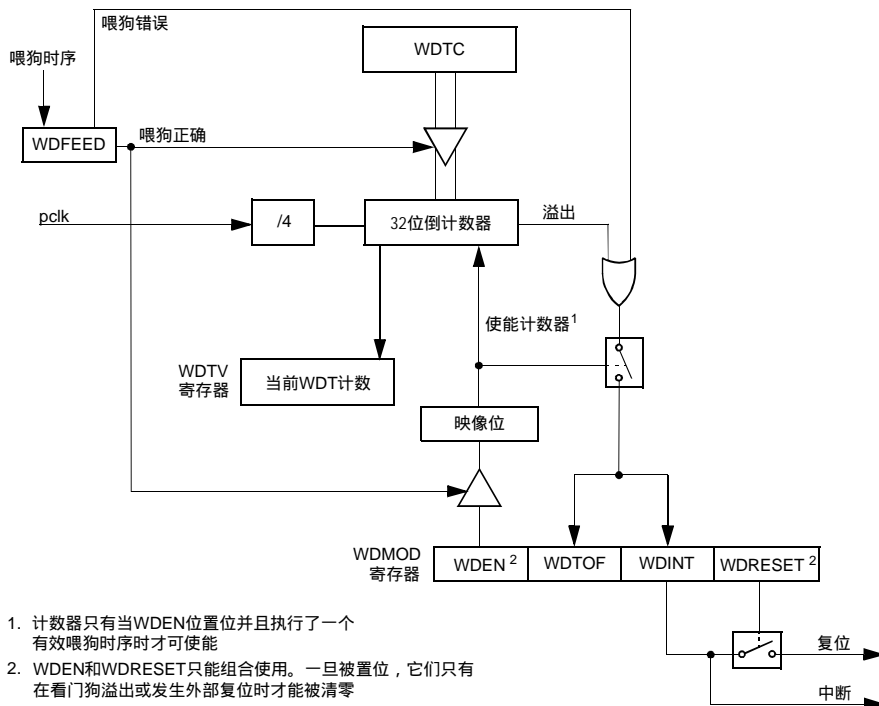 喂狗错误
WDTC
喂狗时序
WDFEED
喂狗正确
pclk
/4
32位倒计数器
溢出
使能计数器1
WDTV
寄存器
当前WDT计数
映像位
WDMOD
寄存器
WDEN 2
WDTOF
WDINT
WDRESET 2
复位
中断
1. 计数器只有当WDEN位置位并且执行了一个
有效喂狗时序时才可使能
2. WDEN和WDRESET只能组合使用。一旦被置位，它们只有
在看门狗溢出或发生外部复位时才能被清零